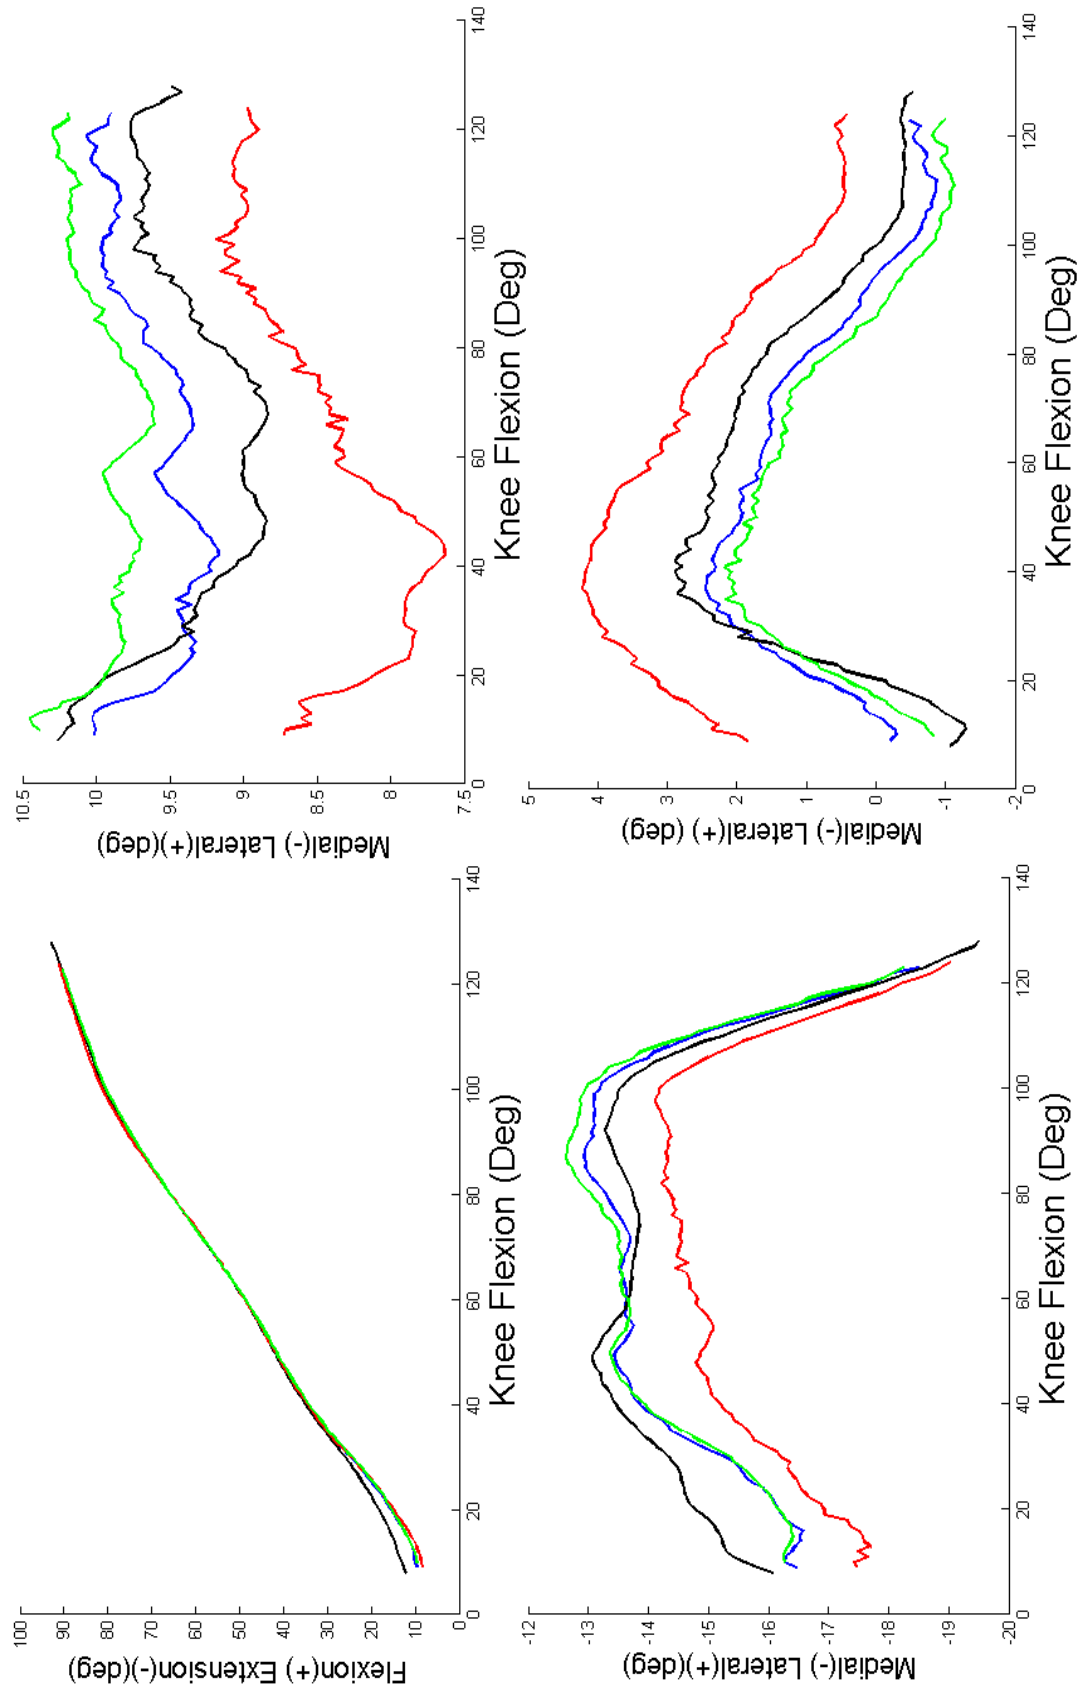 Flexion(+) Extension(-)(deg)
100
90
80
70
60
50
40
30
20
10
0
0 20 40 60 80 100 120 140
Knee Flexion (Deg)
Medial(-) Lateral(+)(deg)
10.5
10
9.5
9
8.5
8
7.5
0 20 40 60 80 100 120 140
Knee Flexion (Deg)
Medial(-) Lateral(+)(deg)
-12
-13
-14
-15
-16
-17
-18
-19
-20
0 20 40 60 80 100 120 140
Knee Flexion (Deg)
Medial(-) Lateral(+) (deg)
5
4
3
2
1
0
-1
-2
0 20 40 60 80 100 120 140
Knee Flexion (Deg)